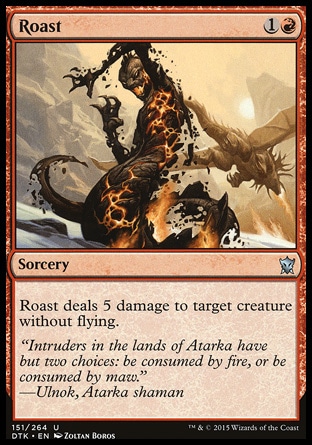 Roast 1
Sorcery
Roast deals 5 damage to target creature
without flying.
“Intruders in the lands of Atarka have
but two choices: be consumed by fire, or be
consumed by maw.”
—Ulnok, Atarka shaman
151/264 U
DTK • EN Zoltan Boros
™ & © 2015 Wizards of the Coast